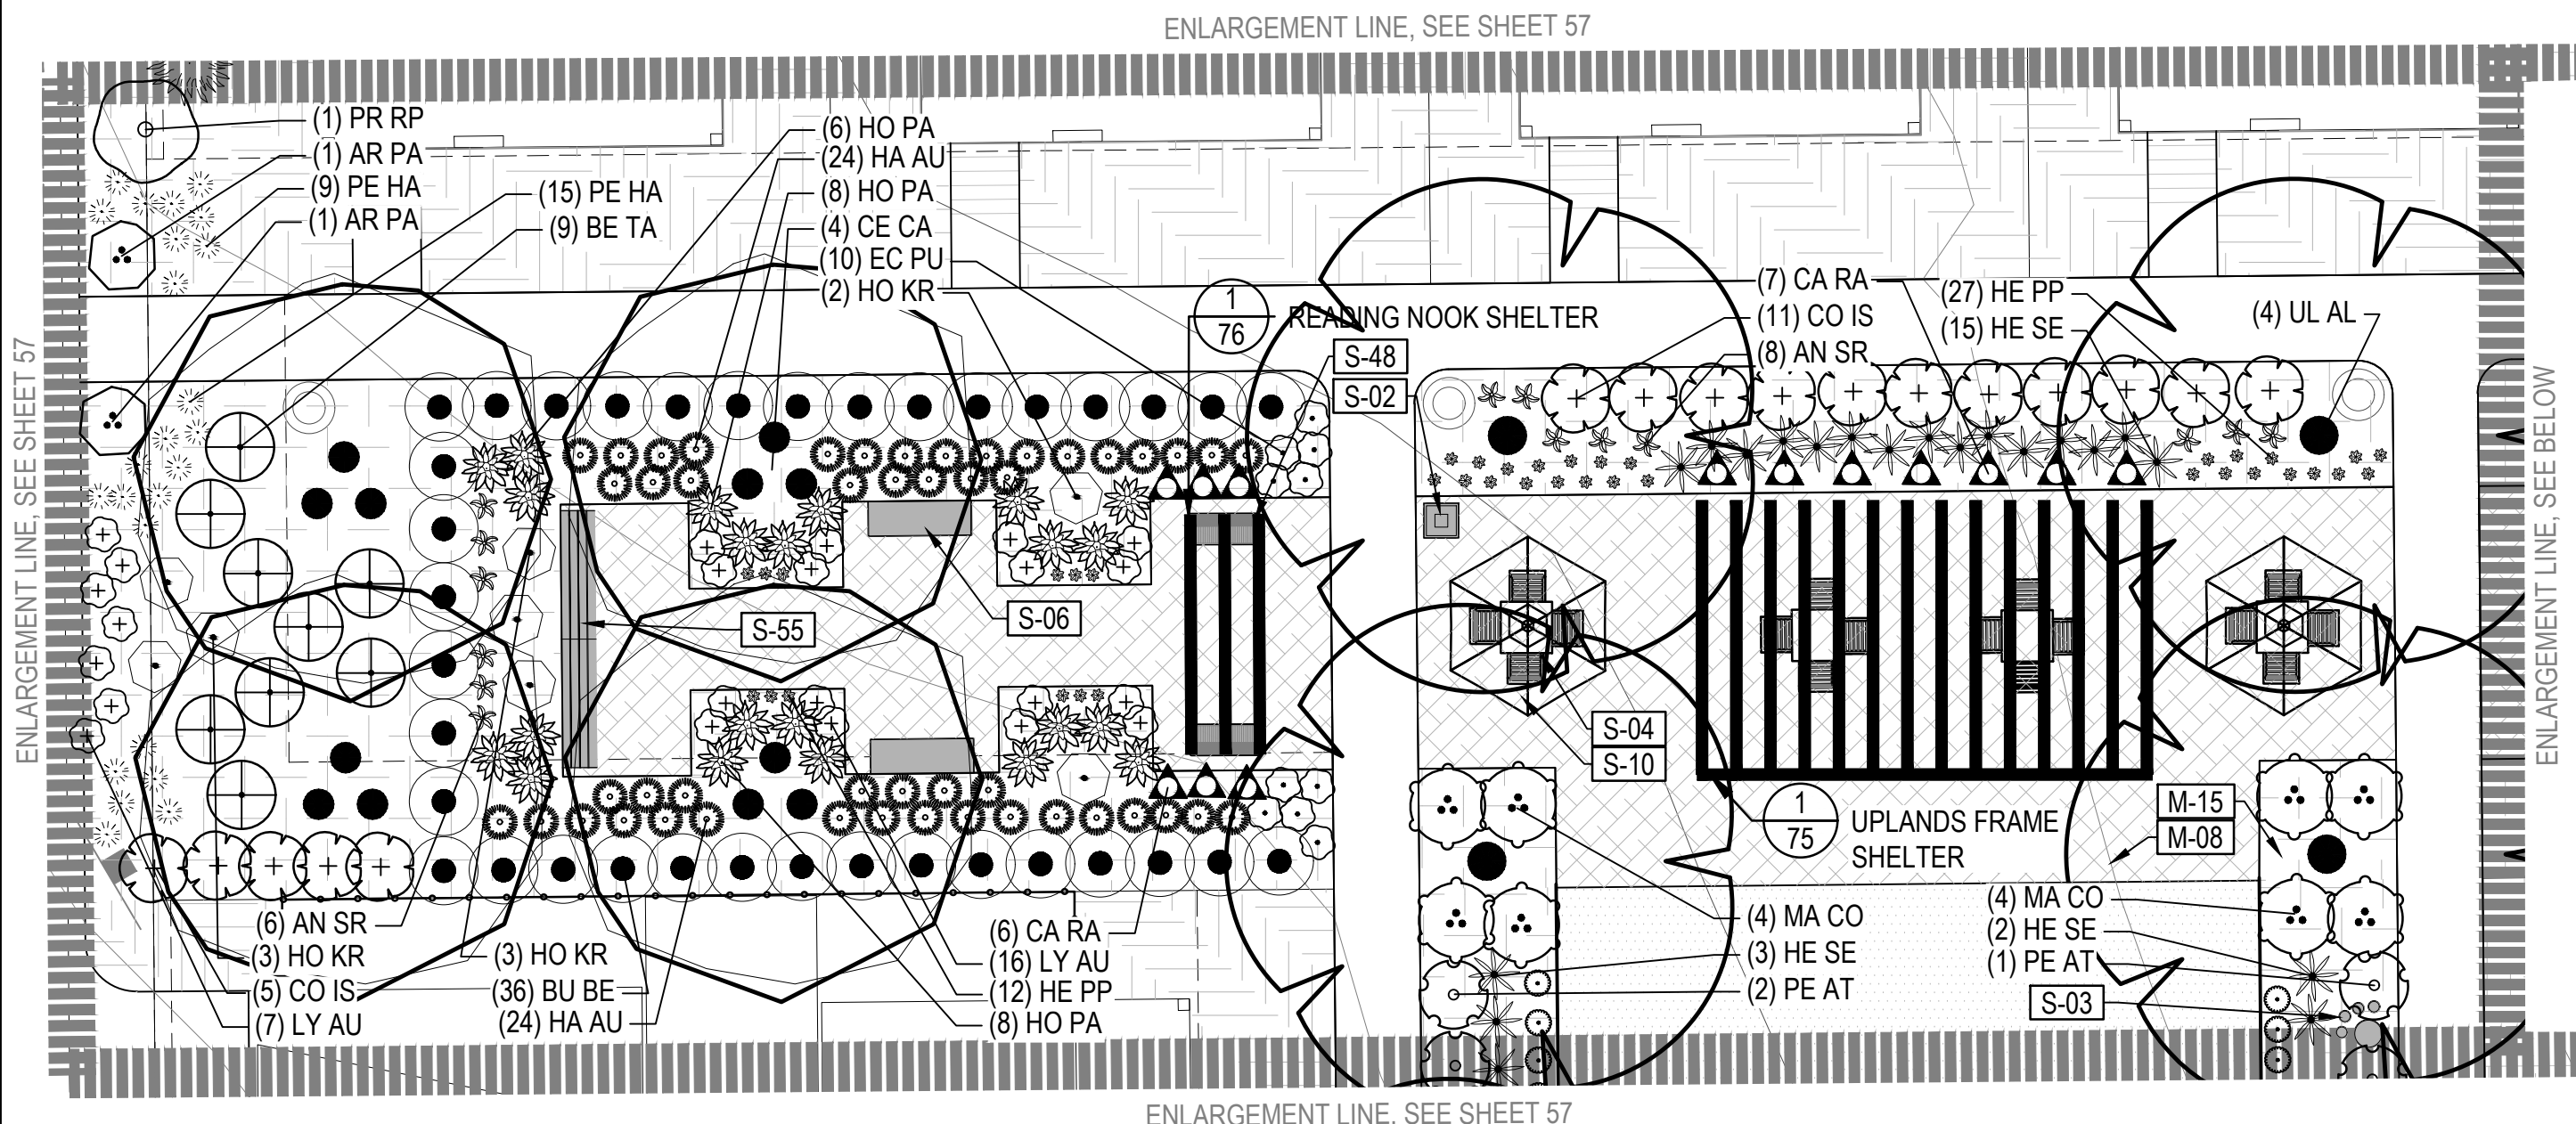 ENLARGEMENT LINE, SEE SHEET 57
(1) PR RP
(1) AR PA
(9) PE HA
(1) AR PA
(15) PE HA
(9) BE TA
(6) HO PA
(24) HA AU
(8) HO PA
(4) CE CA
(10) EC PU
(2) HO KR
1
76
READING NOOK SHELTER
S-48
S-02
(7) CA RA
(11) CO IS
(8) AN SR
(27) HE PP
(15) HE SE
(4) UL AL
ENLARGEMENT LINE, SEE SHEET 57
ENLARGEMENT LINE, SEE BELOW
S-55
S-06
S-04
S-10
1
75
UPLANDS FRAME
SHELTER
M-15
M-08
(6) AN SR
(3) HO KR
(5) CO IS
(7) LY AU
(3) HO KR
(36) BU BE
(24) HA AU
(6) CA RA
(16) LY AU
(12) HE PP
(8) HO PA
(4) MA CO
(3) HE SE
(2) PE AT
(4) MA CO
(2) HE SE
(1) PE AT
S-03
ENLARGEMENT LINE, SEE SHEET 57